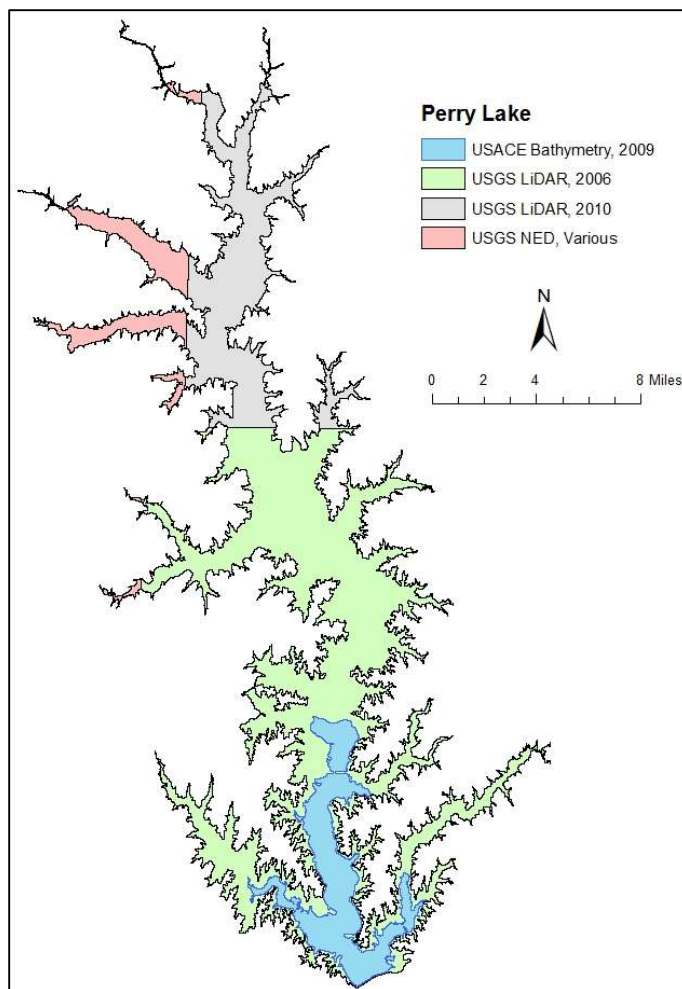 Perry Lake
USACE Bathymetry, 2009
USGS LiDAR, 2006
USGS LiDAR, 2010
USGS NED, Various
N
0 2 4 8 Miles